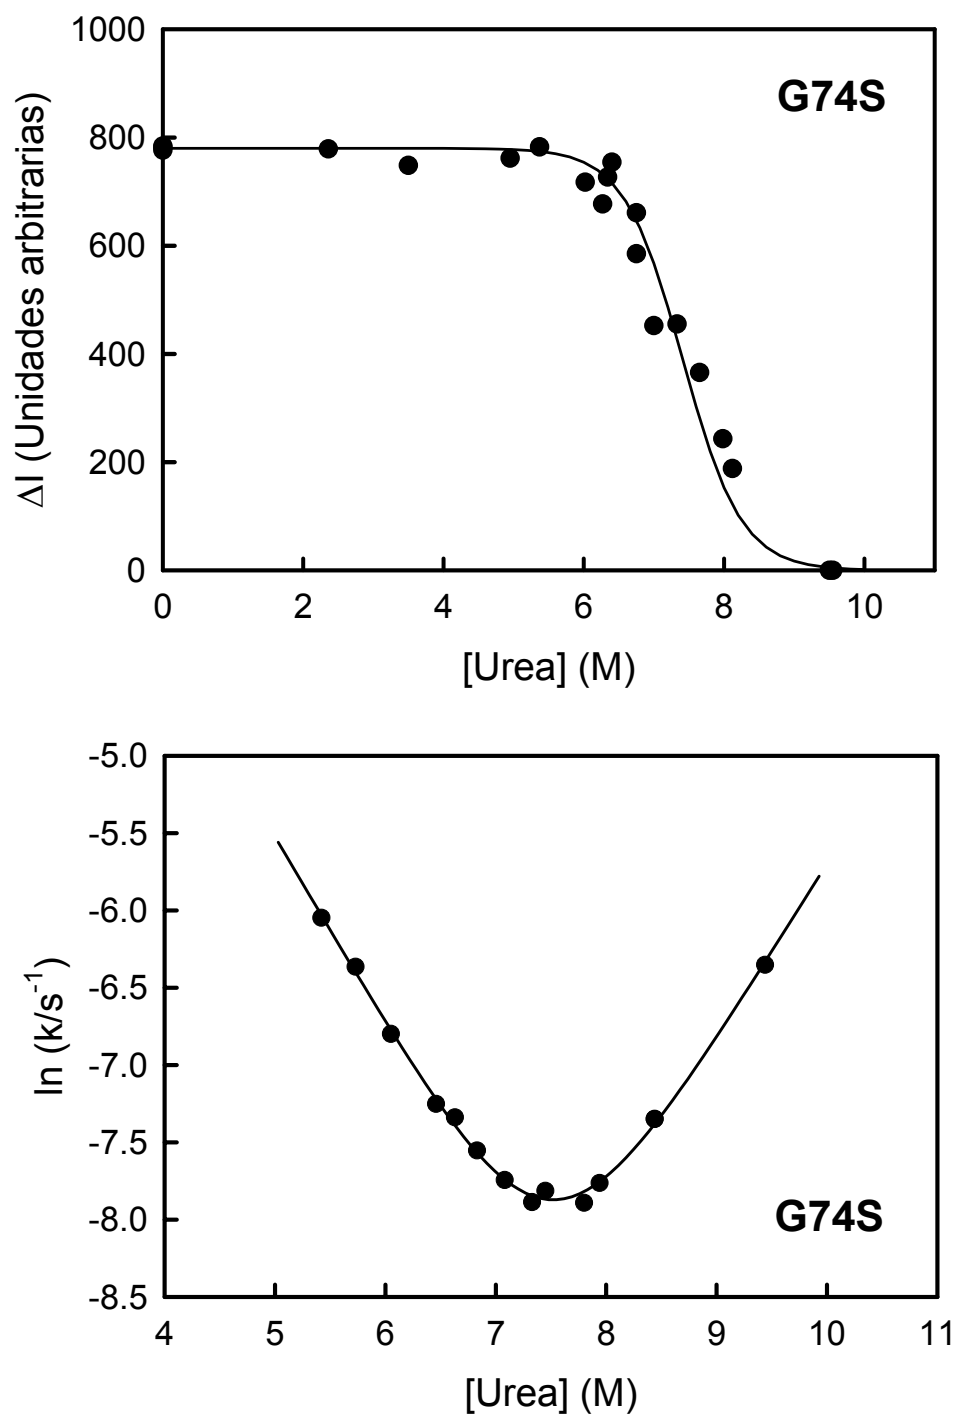 1000
G74S
800
600
400
200
0
0 2 4 6 8 10
ΔI (Unidades arbitrarias)
[Urea] (M)
-5.0
-5.5
-6.0
-6.5
-7.0
-7.5
-8.0
G74S
-8.5
4 5 6 7 8 9 10 11
ln (k/s⁻¹)
[Urea] (M)